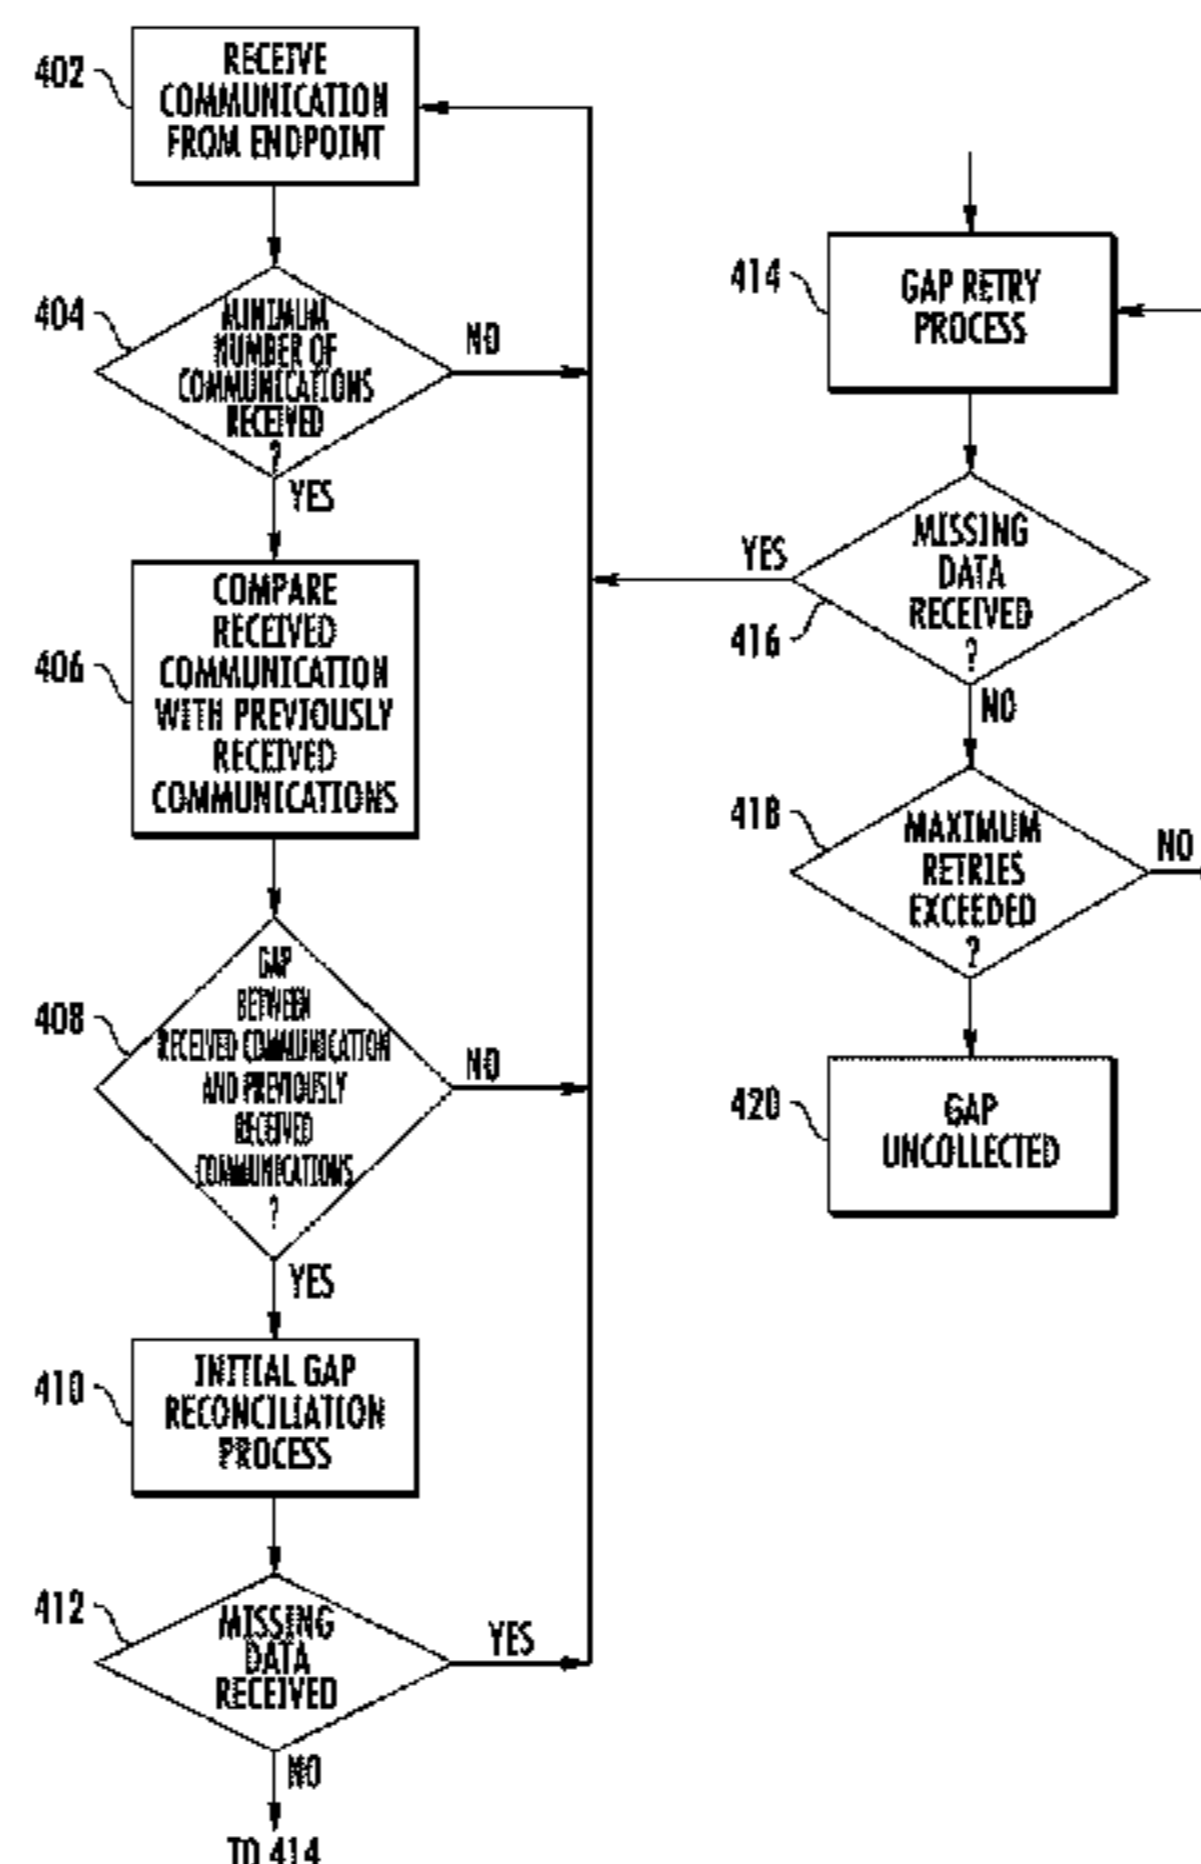 402
RECEIVE
COMMUNICATION
FROM ENDPOINT
404
MINIMUM
NUMBER OF
COMMUNICATIONS
RECEIVED
?
NO
YES
406
COMPARE
RECEIVED
COMMUNICATION
WITH PREVIOUSLY
RECEIVED
COMMUNICATIONS
408
GAP
BETWEEN
RECEIVED COMMUNICATION
AND PREVIOUSLY
RECEIVED
COMMUNICATIONS
?
NO
YES
410
INITIAL GAP
RECONCILIATION
PROCESS
412
MISSING
DATA
RECEIVED
YES
NO
TO 414
414
GAP RETRY
PROCESS
416
MISSING
DATA
RECEIVED
?
YES
NO
418
MAXIMUM
RETRIES
EXCEEDED
?
NO
420
GAP
UNCOLLECTED